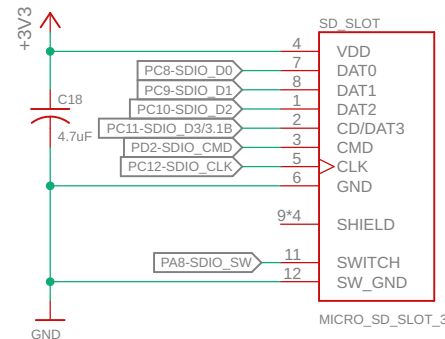 +3V3
SD_SLOT
4 VDD
PC8-SDIO_D0 7 DAT0
PC9-SDIO_D1 8 DAT1
C18
PC10-SDIO_D2 1 DAT2
PC11-SDIO_D3/3.1B 2 CD/DAT3
4.7uF
PD2-SDIO_CMD 3 CMD
PC12-SDIO_CLK 5 CLK
6 GND
9*4 SHIELD
PA8-SDIO_SW 11 SWITCH
12 SW_GND
MICRO_SD_SLOT_3
GND